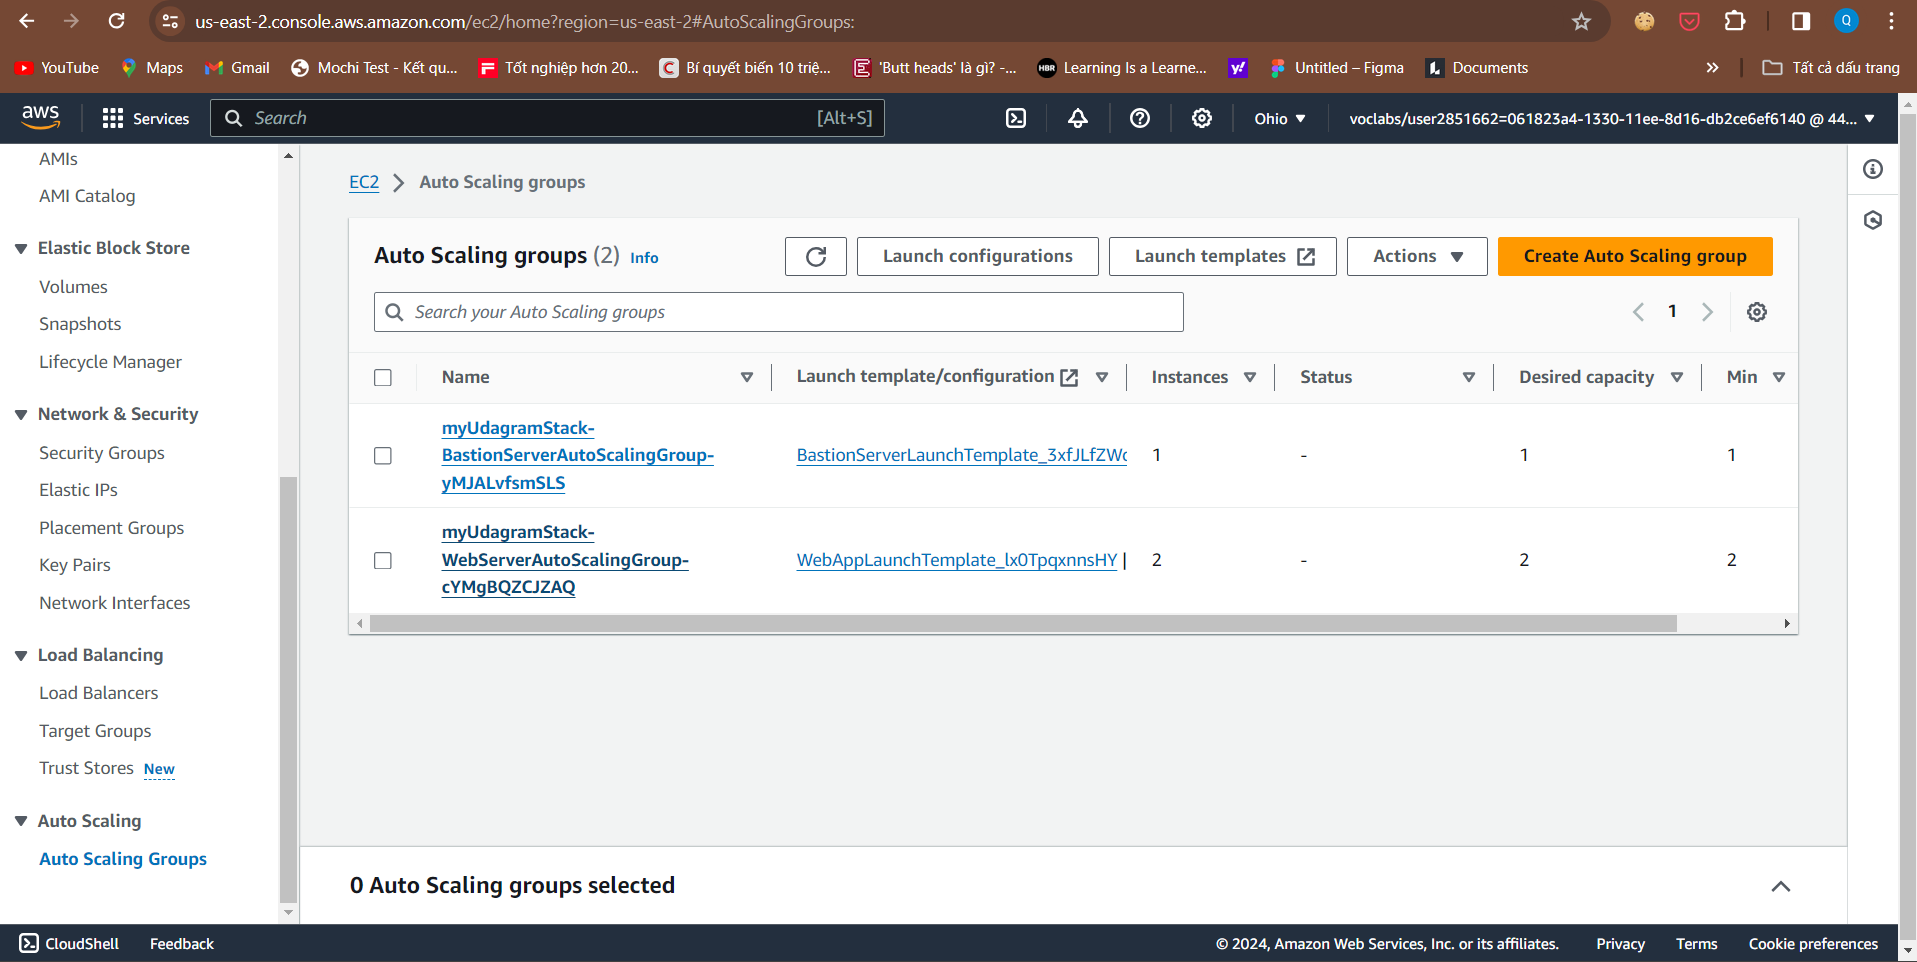 us-east-2.console.aws.amazon.com/ec2/home?region=us-east-2#AutoScalingGroups:
Q
YouTube
Maps
Gmail
Mochi Test - Kết qu...
Tốt nghiệp hơn 20...
Bí quyết biến 10 triệ...
'Butt heads' là gì? -...
HBR
Learning Is a Learne...
y!
Untitled – Figma
Documents
Tất cả dấu trang
aws
Services
Search
[Alt+S]
Ohio
voclabs/user2851662=061823a4-1330-11ee-8d16-db2ce6ef6140 @ 44...
AMIs
AMI Catalog
Elastic Block Store
Volumes
Snapshots
Lifecycle Manager
Network & Security
Security Groups
Elastic IPs
Placement Groups
Key Pairs
Network Interfaces
Load Balancing
Load Balancers
Target Groups
Trust Stores New
Auto Scaling
Auto Scaling Groups
EC2 > Auto Scaling groups
Auto Scaling groups (2) Info
Launch configurations
Launch templates
Actions
Create Auto Scaling group
Search your Auto Scaling groups
1
Name
Launch template/configuration
Instances
Status
Desired capacity
Min
myUdagramStack-
BastionServerAutoScalingGroup-
yMJALvfsmSLS
BastionServerLaunchTemplate_3xfJLfZW
1
-
1
1
myUdagramStack-
WebServerAutoScalingGroup-
cYMgBQZCJZAQ
WebAppLaunchTemplate_lx0TpqxnnsHY |
2
-
2
2
0 Auto Scaling groups selected
CloudShell
Feedback
© 2024, Amazon Web Services, Inc. or its affiliates.
Privacy
Terms
Cookie preferences